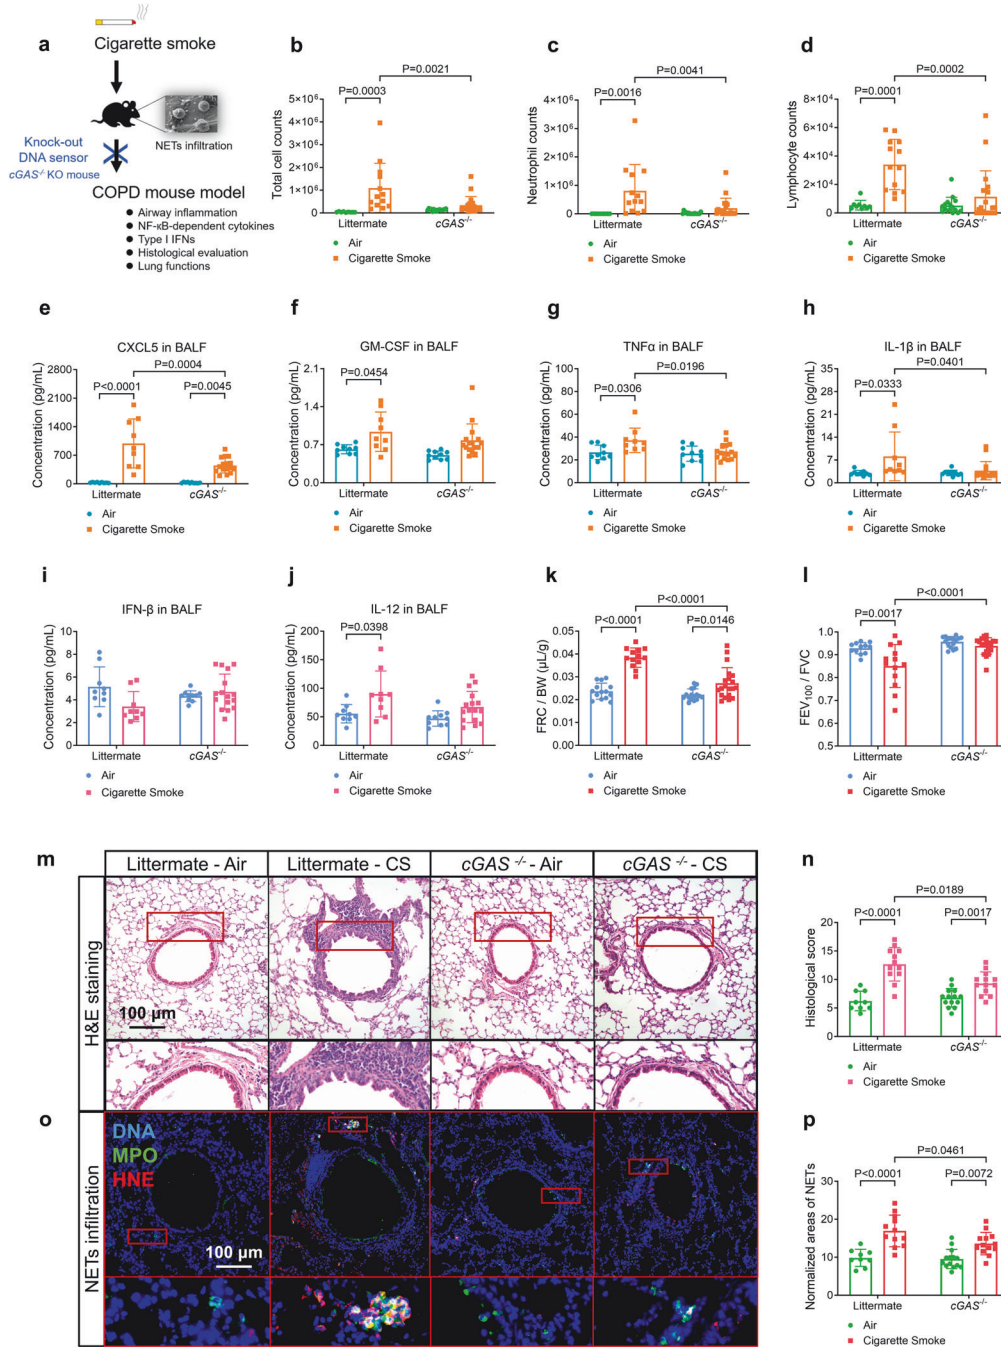 a
Cigarette smoke
NETs infiltration
Knock-out
DNA sensor
cGAS-/- KO mouse
COPD mouse model
● Airway inflammation
● NF-κB-dependent cytokines
● Type I IFNs
● Histological evaluation
● Lung functions
b
P=0.0021
P=0.0003
Total cell counts
5×10⁶
4×10⁶
3×10⁶
2×10⁶
1×10⁶
0
Littermate cGAS-/-
Air
Cigarette Smoke
c
P=0.0041
P=0.0016
Neutrophil counts
4×10⁶
3×10⁶
2×10⁶
1×10⁶
0
Littermate cGAS-/-
Air
Cigarette Smoke
d
P=0.0002
P=0.0001
Lymphocyte counts
8×10⁴
6×10⁴
4×10⁴
2×10⁴
0
Littermate cGAS-/-
Air
Cigarette Smoke
e
CXCL5 in BALF
P=0.0004
P<0.0001 P=0.0045
Concentration (pg/mL)
2800
2100
1400
700
0
Littermate cGAS-/-
Air
Cigarette Smoke
f
GM-CSF in BALF
P=0.0454
Concentration (pg/mL)
2.1
1.4
0.7
0.0
Littermate cGAS-/-
Air
Cigarette Smoke
g
TNFα in BALF
P=0.0196
P=0.0306
Concentration (pg/mL)
100
80
60
40
20
0
Littermate cGAS-/-
Air
Cigarette Smoke
h
IL-1β in BALF
P=0.0401
P=0.0333
Concentration (pg/mL)
35
28
21
14
7
0
Littermate cGAS-/-
Air
Cigarette Smoke
i
IFN-β in BALF
Concentration (pg/mL)
10
8
6
4
2
0
Littermate cGAS-/-
Air
Cigarette Smoke
j
IL-12 in BALF
P=0.0398
Concentration (pg/mL)
200
150
100
50
0
Littermate cGAS-/-
Air
Cigarette Smoke
k
P<0.0001
P<0.0001 P=0.0146
FRC / BW (µL/g)
0.05
0.04
0.03
0.02
0.01
0.00
Littermate cGAS-/-
Air
Cigarette Smoke
l
P<0.0001
P=0.0017
FEV₁₀₀ / FVC
1.0
0.9
0.8
0.7
0.6
0.5
Littermate cGAS-/-
Air
Cigarette Smoke
m
Littermate - Air Littermate - CS cGAS -/- - Air cGAS -/- - CS
H&E staining
100 µm
n
P=0.0189
P<0.0001 P=0.0017
Histological score
20
15
10
5
0
Littermate cGAS-/-
Air
Cigarette Smoke
o
NETs infiltration
DNA
MPO
HNE
100 µm
p
P=0.0461
P<0.0001 P=0.0072
Normalized areas of NETs
30
20
10
0
Littermate cGAS-/-
Air
Cigarette Smoke